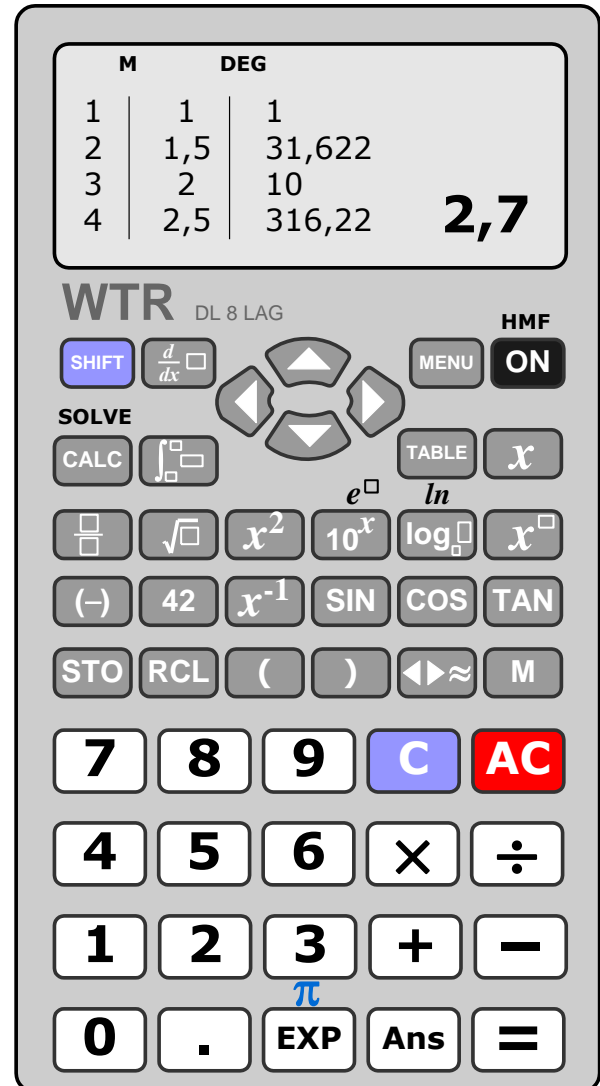 M DEG
1 1 1
2 1,5 31,622
3 2 10
4 2,5 316,22 2,7
WTR DL 8 LAG
HMF
SHIFT d/dx □ MENU ON
SOLVE
CALC ∫□□□ TABLE x
e□ ln
□/□ √□ x² 10ˣ log□□ x□
(–) 42 x⁻¹ SIN COS TAN
STO RCL ( ) ◀▶≈ M
7 8 9 C AC
4 5 6 × ÷
1 2 3 + −
π
0 . EXP Ans =